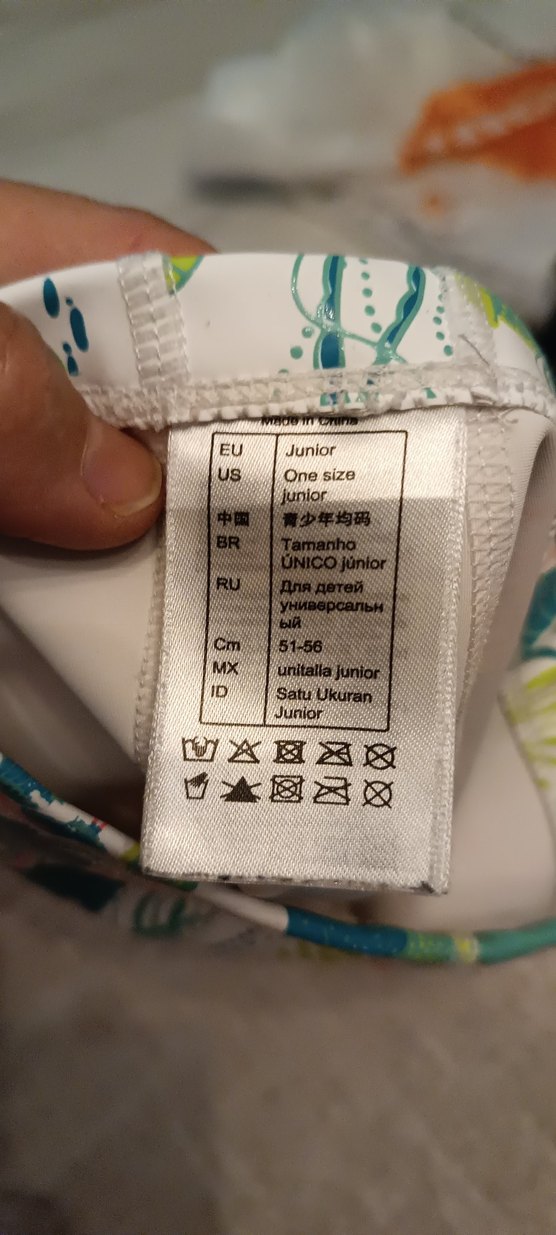 Made in China
EU Junior
US One size
junior
中国 青少年均码
BR Tamanho
ÚNICO júnior
RU Для детей
универсальн
ый
Cm 51-56
MX unitalla junior
ID Satu Ukuran
Junior